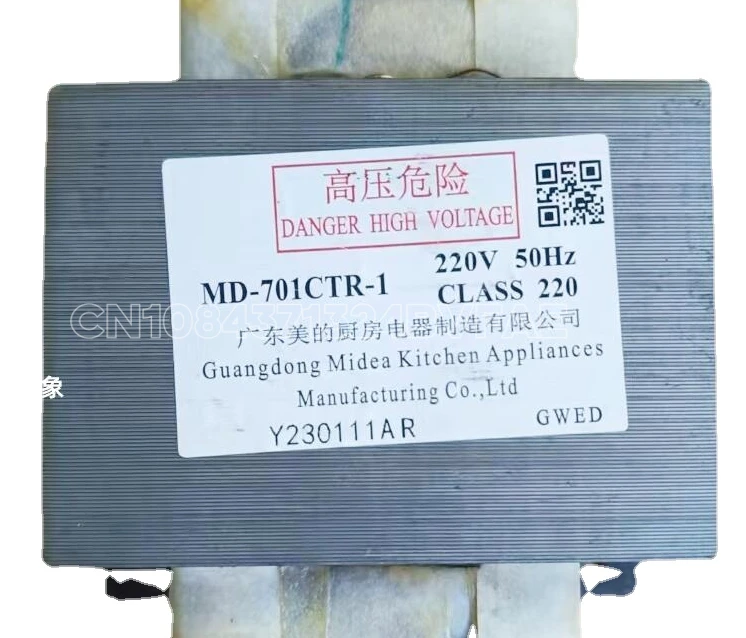 高压危险
DANGER HIGH VOLTAGE
220V 50Hz
MD-701CTR-1
CLASS 220
广东美的厨房电器制造有限公司
Guangdong Midea Kitchen Appliances
Manufacturing Co.,Ltd
Y230111AR
GWED
象